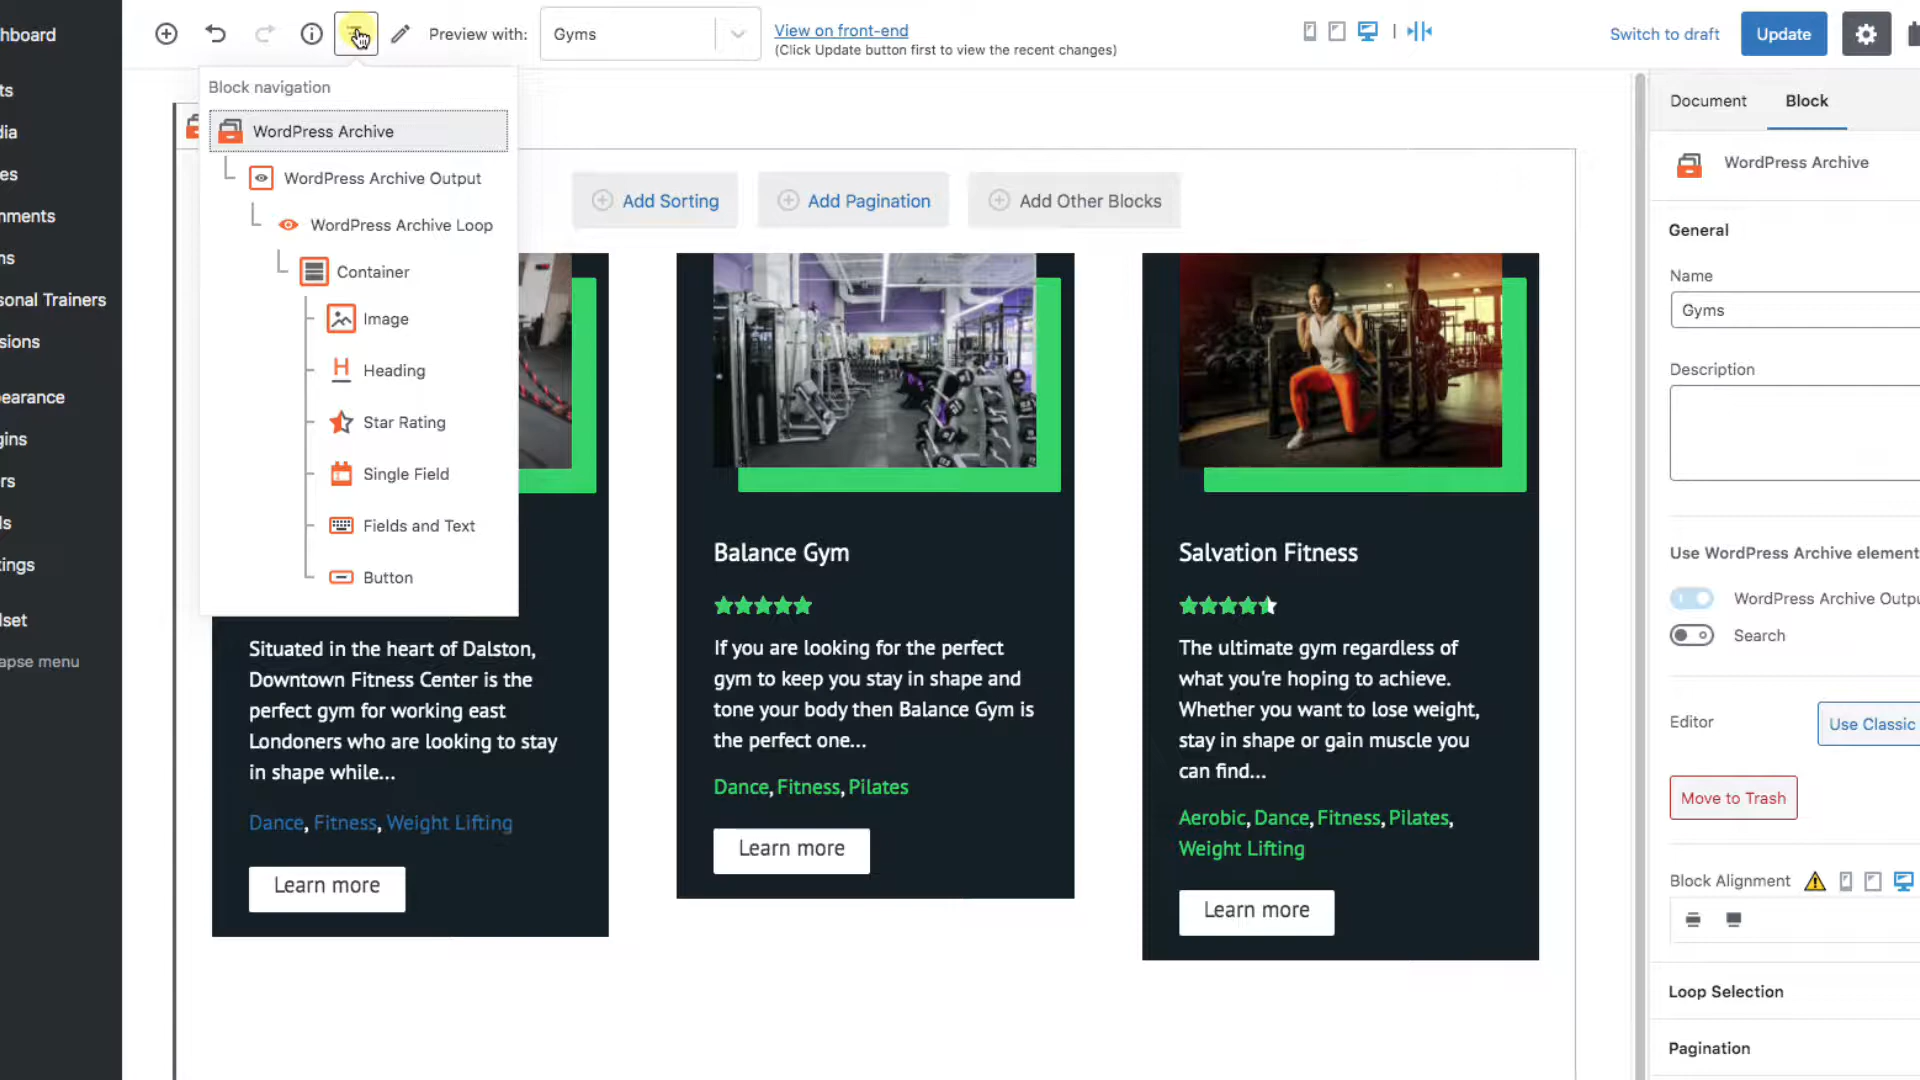 hboard
Preview with:
Gyms
View on front-end
(Click Update button first to view the recent changes)
Switch to draft
Update
Block navigation
WordPress Archive
WordPress Archive Output
WordPress Archive Loop
Container
Image
Heading
Star Rating
Single Field
Fields and Text
Button
ts
dia
es
nments
ns
sonal Trainers
sions
earance
gins
rs
ls
tings
lset
apse menu
Add Sorting
Add Pagination
Add Other Blocks
Situated in the heart of Dalston,
Downtown Fitness Center is the
perfect gym for working east
Londoners who are looking to stay
in shape while...
Dance, Fitness, Weight Lifting
Learn more
Balance Gym
If you are looking for the perfect
gym to keep you stay in shape and
tone your body then Balance Gym is
the perfect one...
Dance, Fitness, Pilates
Learn more
Salvation Fitness
The ultimate gym regardless of
what you're hoping to achieve.
Whether you want to lose weight,
stay in shape or gain muscle you
can find...
Aerobic, Dance, Fitness, Pilates,
Weight Lifting
Learn more
Document
Block
WordPress Archive
General
Name
Gyms
Description
Use WordPress Archive element
WordPress Archive Outpu
Search
Editor
Use Classic
Move to Trash
Block Alignment
Loop Selection
Pagination